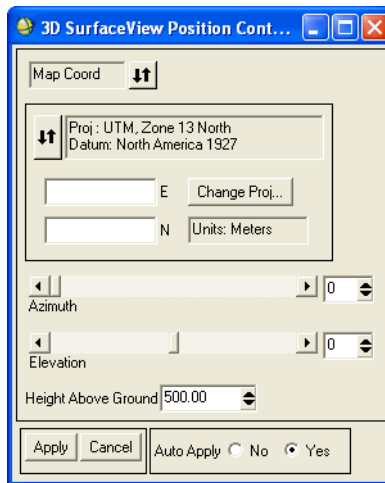 3D SurfaceView Position Cont...
Map Coord
Proj : UTM, Zone 13 North
Datum: North America 1927
E Change Proj...
N Units: Meters
0
Azimuth
0
Elevation
Height Above Ground 500.00
Apply Cancel Auto Apply No Yes